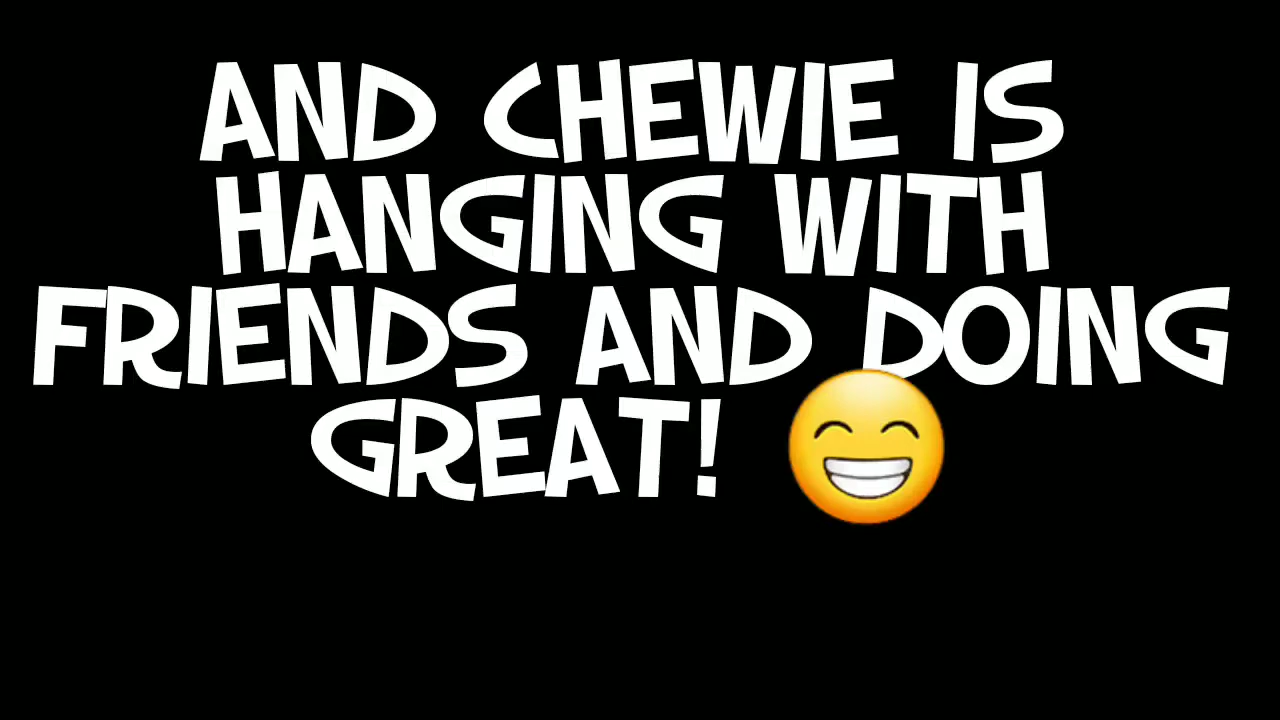 AND CHEWIE IS
HANGING WITH
FRIENDS AND DOING
GREAT! 😁